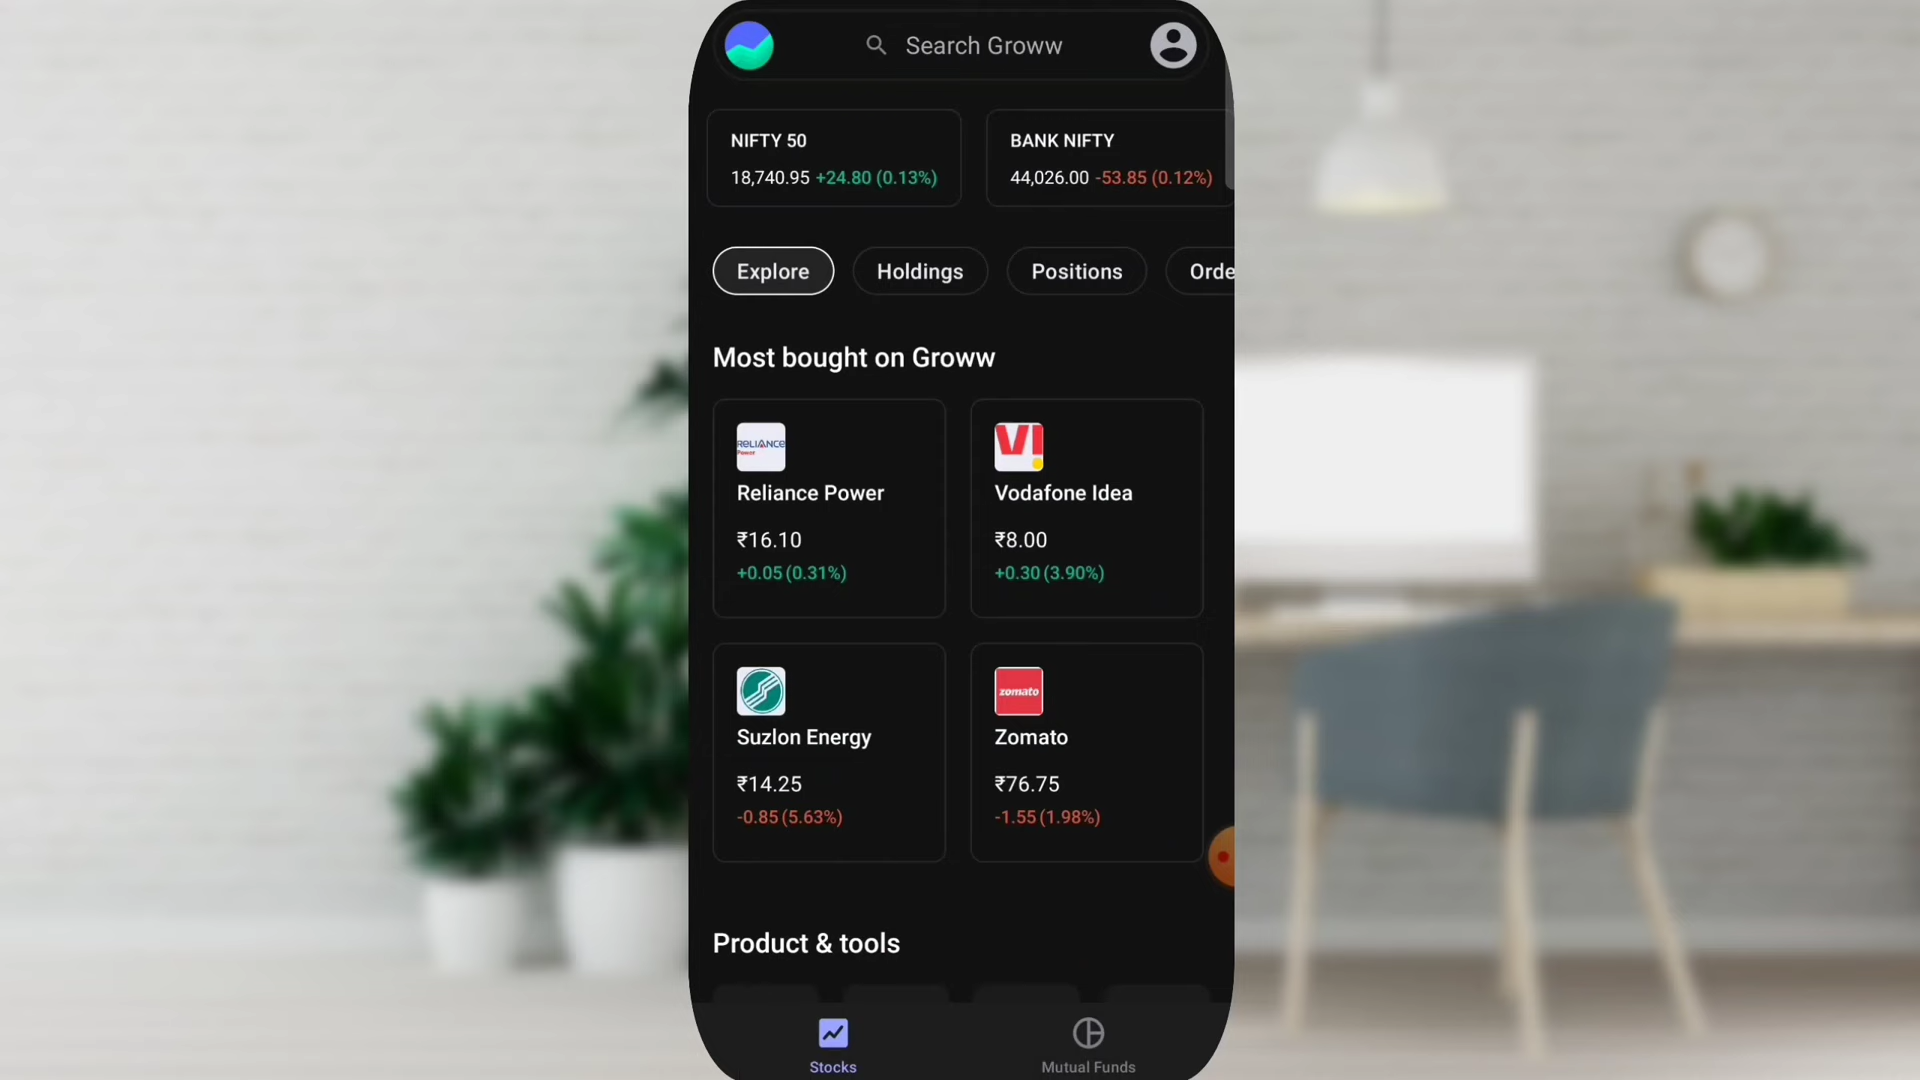 Search Groww
NIFTY 50
18,740.95 +24.80 (0.13%)
BANK NIFTY
44,026.00 -53.85 (0.12%)
Explore
Holdings
Positions
Orde
Most bought on Groww
RELIANCE
Power
Reliance Power
₹16.10
+0.05 (0.31%)
VI
Vodafone Idea
₹8.00
+0.30 (3.90%)
Suzlon Energy
₹14.25
-0.85 (5.63%)
zomato
Zomato
₹76.75
-1.55 (1.98%)
Product & tools
Stocks
Mutual Funds